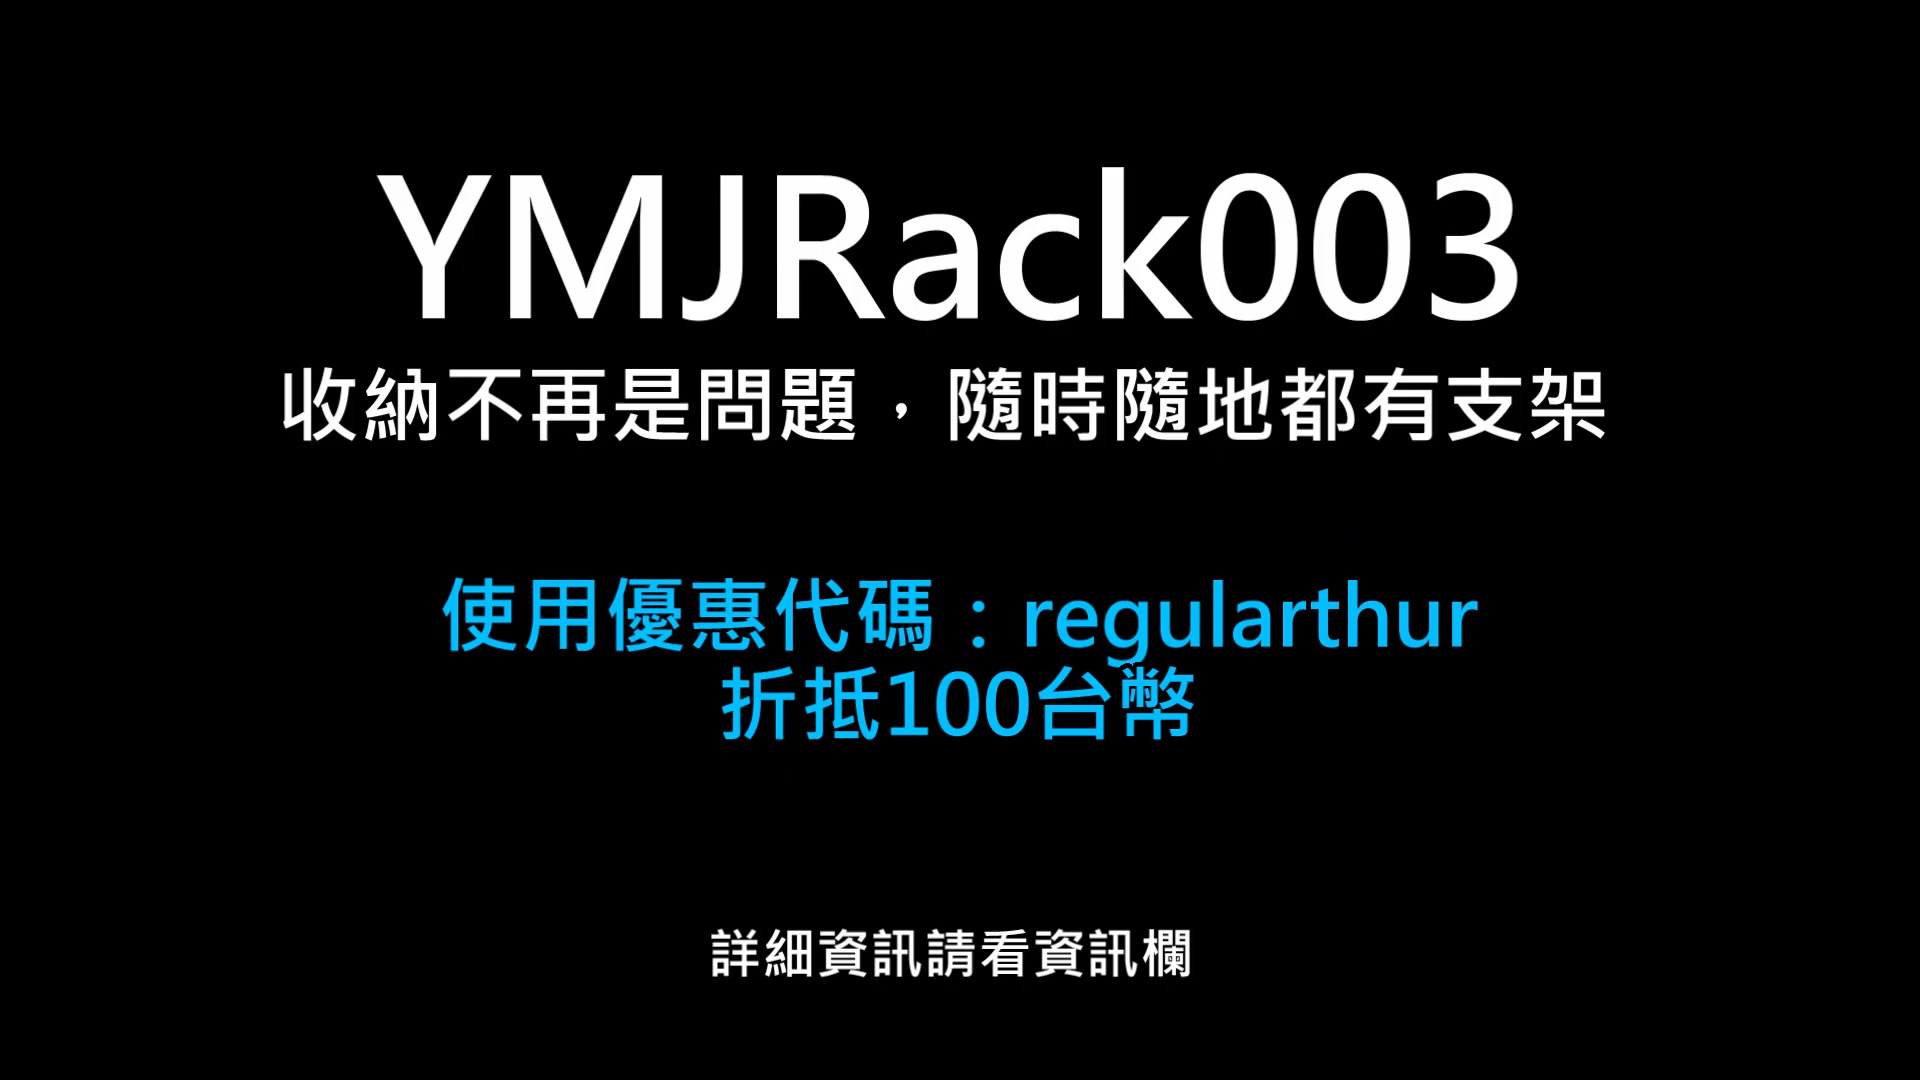 YMJRack003
收納不再是問題，隨時隨地都有支架
使用優惠代碼：regularthur
折抵100台幣
詳細資訊請看資訊欄